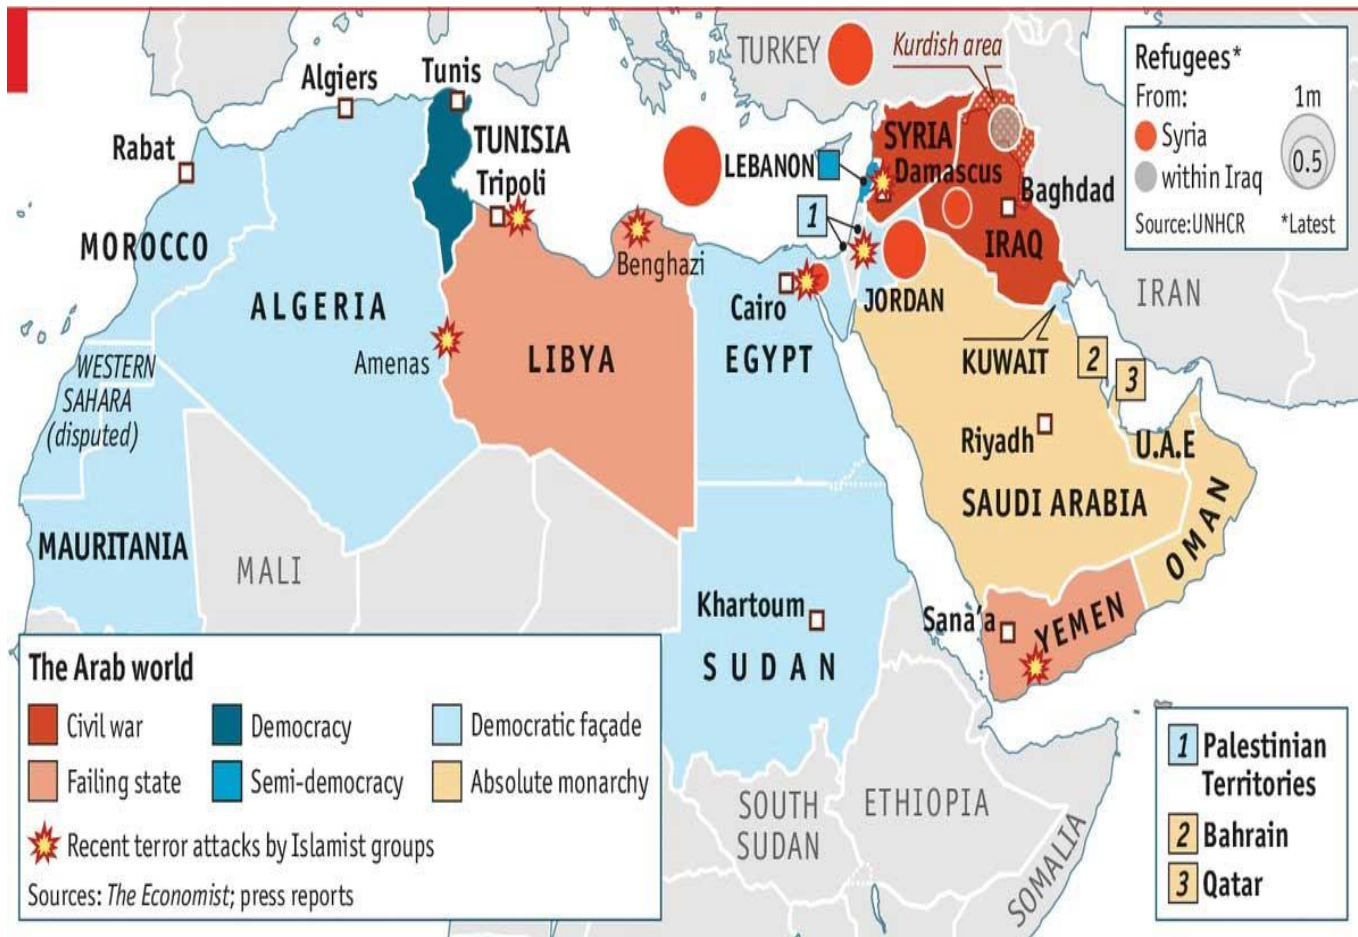 TURKEY
Kurdish area
Refugees*
From:
1m
Syria
0.5
within Iraq
Source:UNHCR
*Latest
Algiers
Tunis
Rabat
TUNISIA
Tripoli
SYRIA
LEBANON
Damascus
Baghdad
1
MOROCCO
Benghazi
IRAQ
IRAN
ALGERIA
Cairo
JORDAN
Amenas
LIBYA
EGYPT
KUWAIT
2
3
WESTERN
SAHARA
(disputed)
Riyadh
U.A.E
SAUDI ARABIA
OMAN
MAURITANIA
MALI
Khartoum
Sana'a
YEMEN
SUDAN
The Arab world
Civil war
Democracy
Democratic façade
Failing state
Semi-democracy
Absolute monarchy
Recent terror attacks by Islamist groups
Sources: The Economist; press reports
SOUTH
SUDAN
ETHIOPIA
SOMALIA
1 Palestinian
Territories
2 Bahrain
3 Qatar